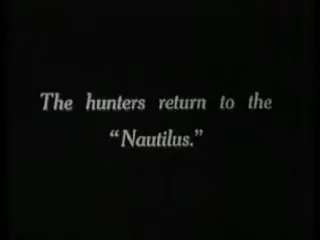 The hunters return to the
“Nautilus.”